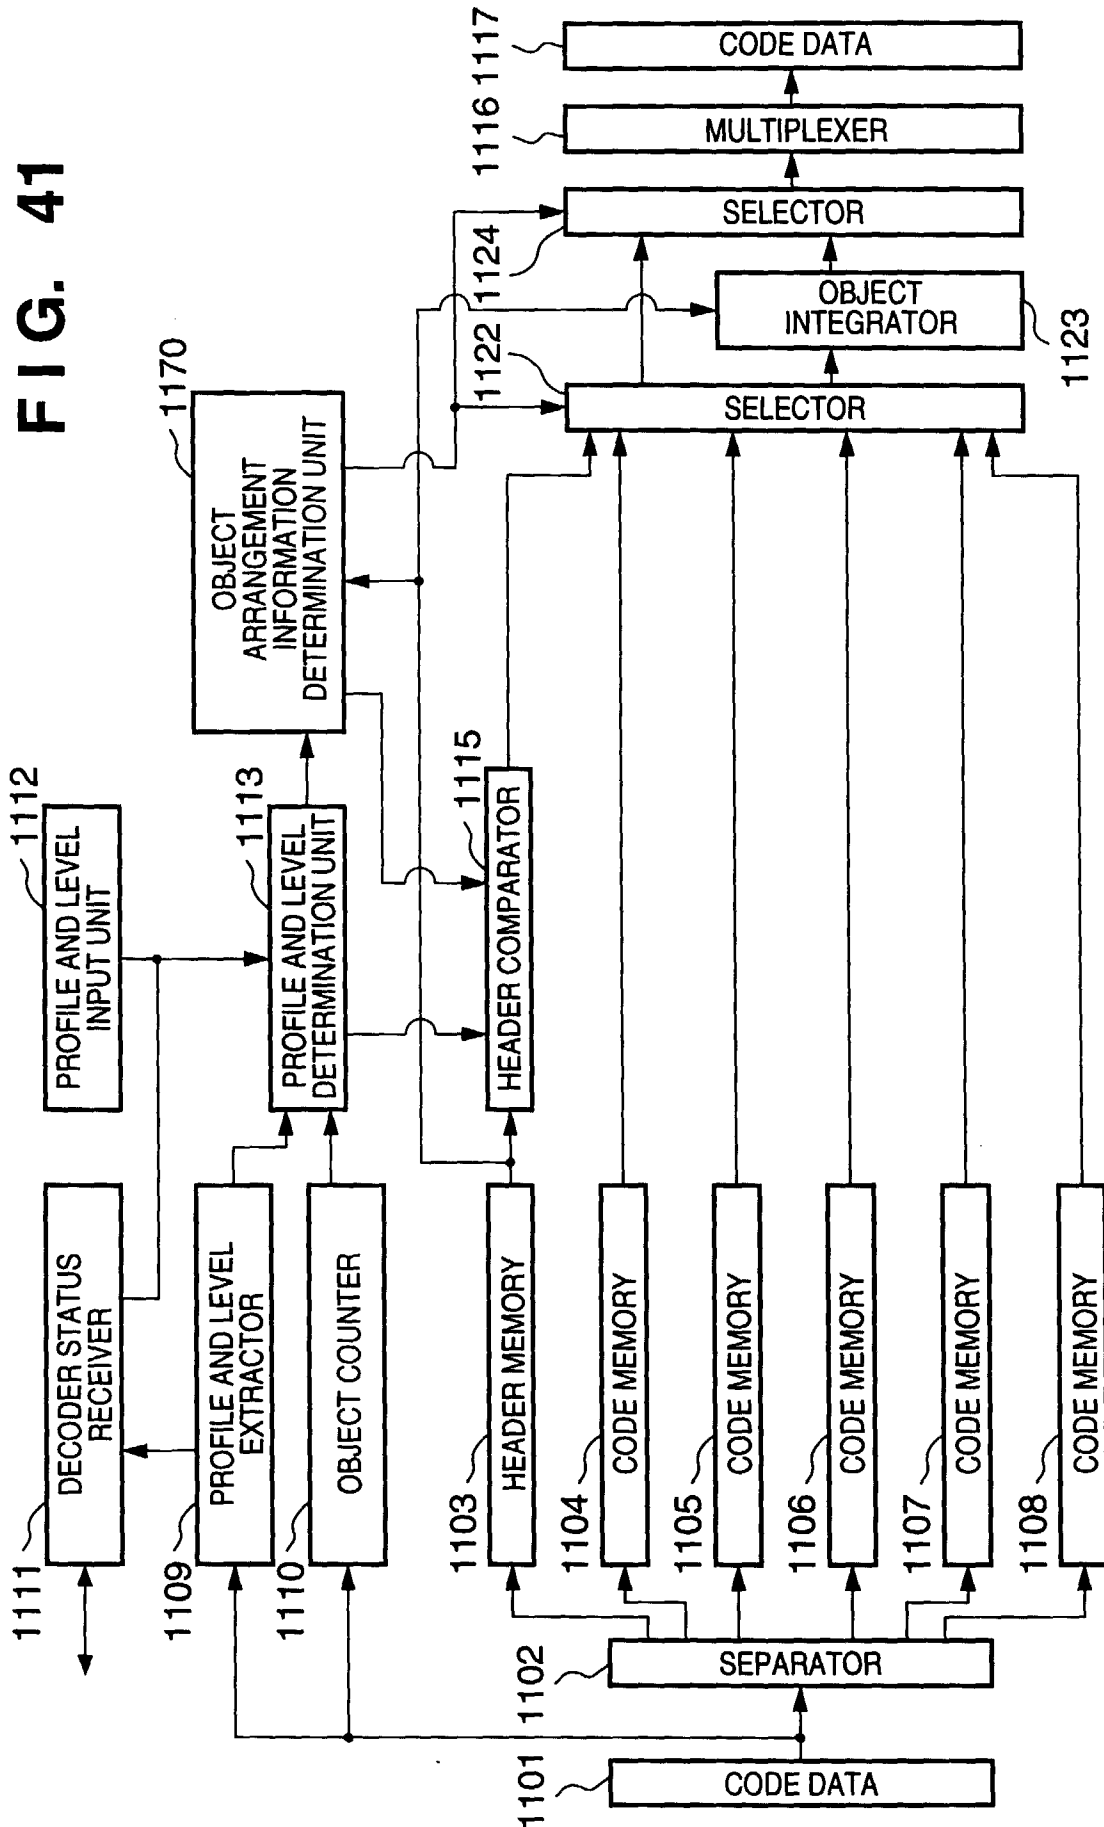 FIG. 41
1111
DECODER STATUS
RECEIVER
1112
PROFILE AND LEVEL
INPUT UNIT
1109
PROFILE AND LEVEL
EXTRACTOR
1113
PROFILE AND LEVEL
DETERMINATION UNIT
1170
OBJECT
ARRANGEMENT
INFORMATION
DETERMINATION UNIT
1110
OBJECT COUNTER
1103
HEADER MEMORY
1115
HEADER COMPARATOR
1104
CODE MEMORY
1105
CODE MEMORY
1106
CODE MEMORY
1107
CODE MEMORY
1108
CODE MEMORY
1101
CODE DATA
1102
SEPARATOR
1122
SELECTOR
1123
OBJECT
INTEGRATOR
1124
SELECTOR
1116
MULTIPLEXER
1117
CODE DATA